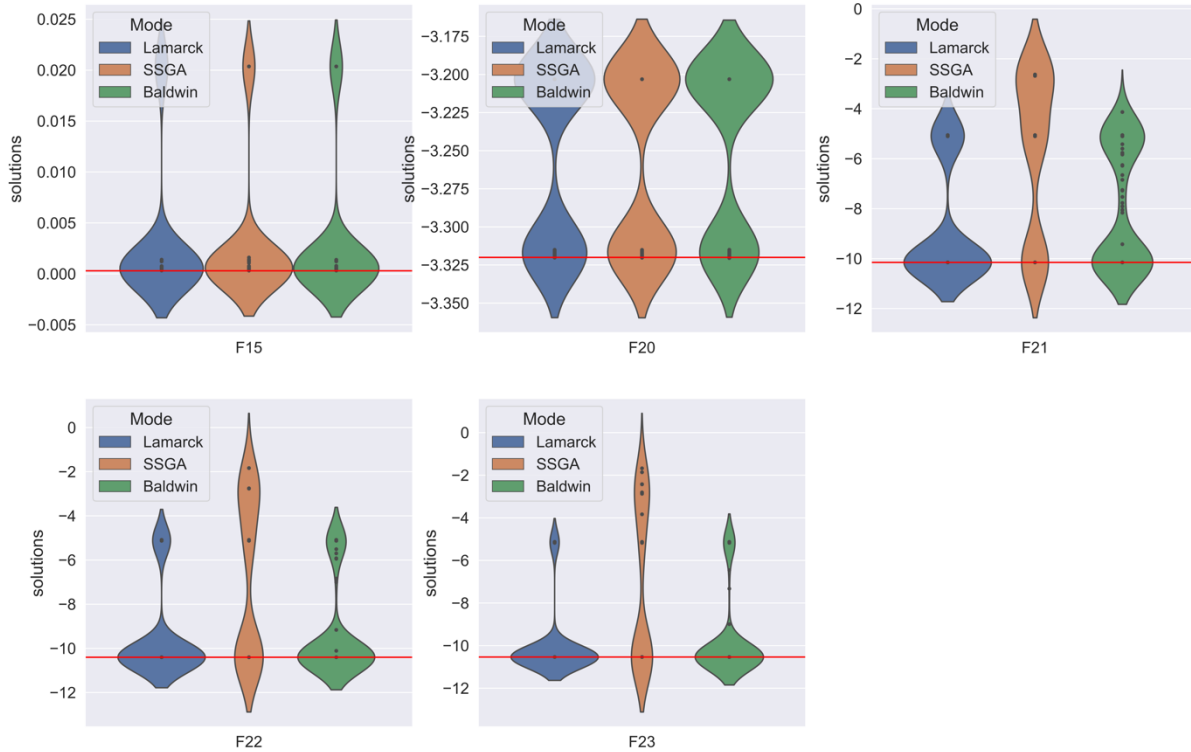 Mode
Lamarck
SSGA
Baldwin
0.025
0.020
0.015
0.010
0.005
0.000
−0.005
solutions
F15
Mode
Lamarck
SSGA
Baldwin
−3.175
−3.200
−3.225
−3.250
−3.275
−3.300
−3.325
−3.350
solutions
F20
Mode
Lamarck
SSGA
Baldwin
0
−2
−4
−6
−8
−10
−12
solutions
F21
Mode
Lamarck
SSGA
Baldwin
0
−2
−4
−6
−8
−10
−12
solutions
F22
Mode
Lamarck
SSGA
Baldwin
0
−2
−4
−6
−8
−10
−12
solutions
F23